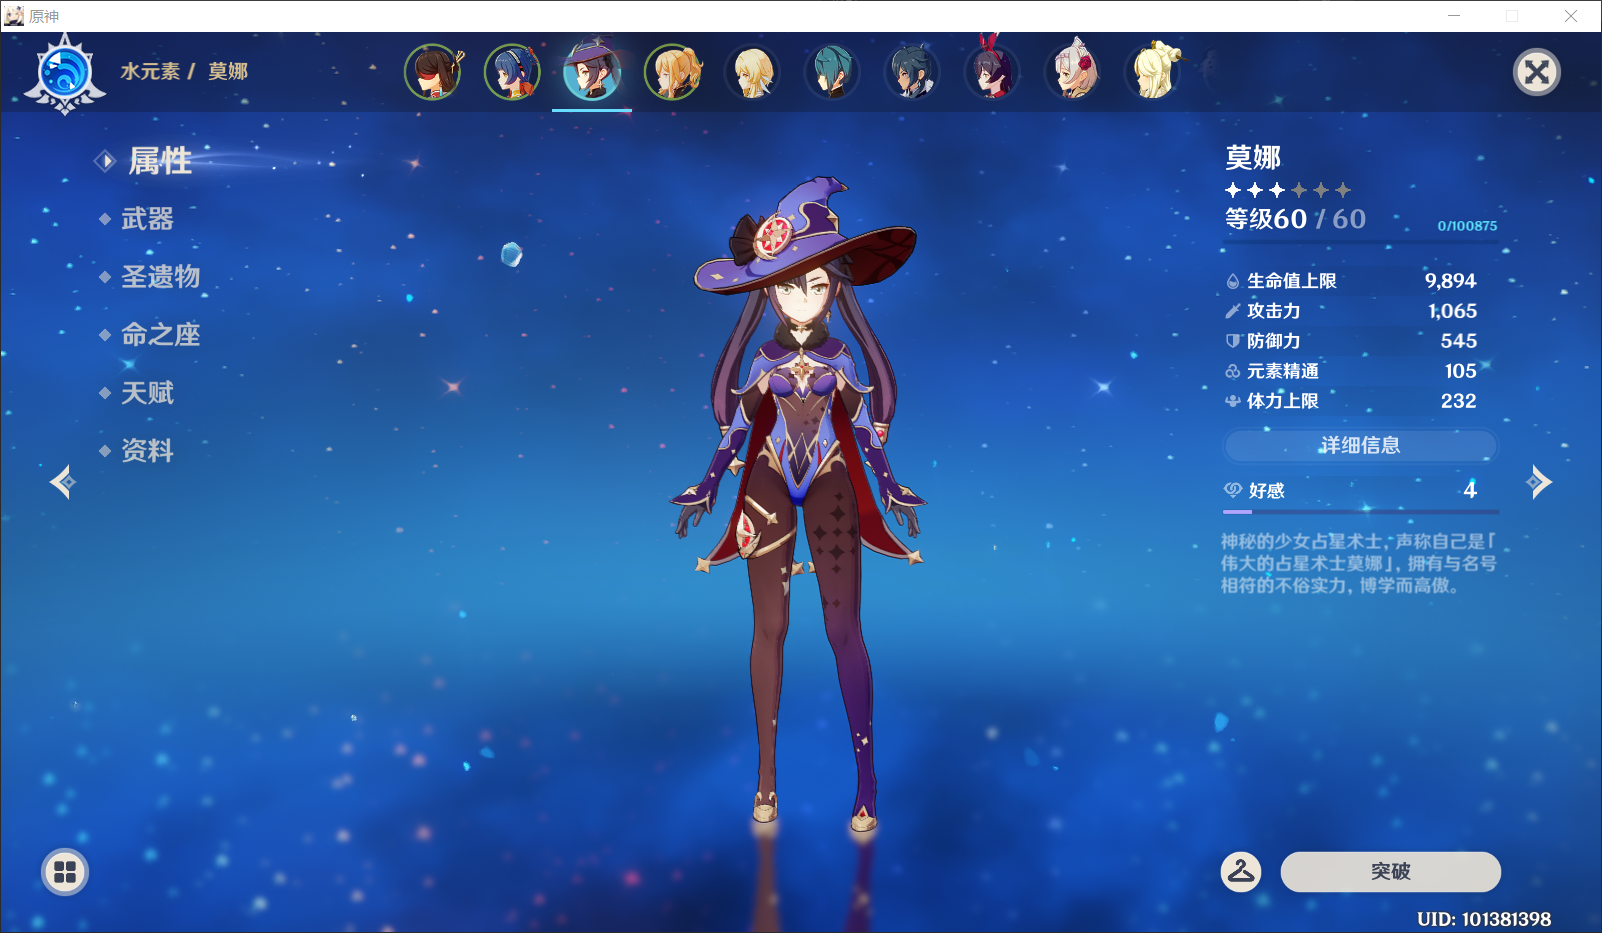 原神
水元素 / 莫娜
属性
武器
圣遗物
命之座
天赋
资料
莫娜
等级60 / 60
0/100875
生命值上限 9,894
攻击力 1,065
防御力 545
元素精通 105
体力上限 232
详细信息
好感 4
神秘的少女占星术士，声称自己是「
伟大的占星术士莫娜」，拥有与名号
相符的不俗实力，博学而高傲。
突破
UID: 101381398